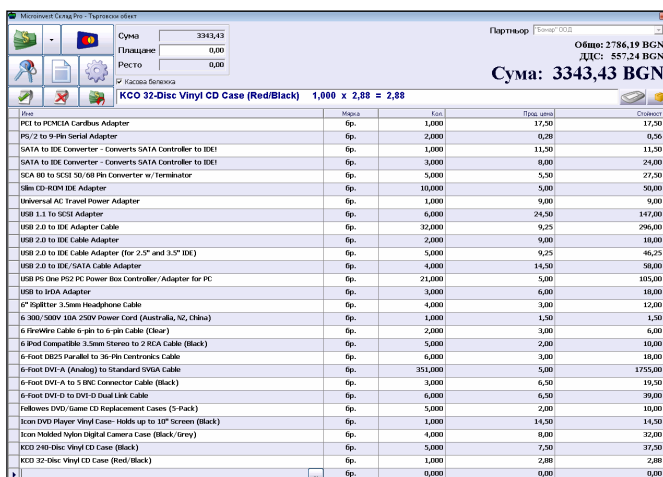 Microinvest Склад Pro - Търговски обект
Сума 3343,43
Плащане 0,00
Ресто 0,00
Касова бележка
Партньор "Бомар" ООД
Общо: 2786,19 BGN
ДДС: 557,24 BGN
Сума: 3343,43 BGN
KCO 32-Disc Vinyl CD Case (Red/Black) 1,000 x 2,88 = 2,88
Име Мярка Кол. Прод. цена Стойност
PCI to PCMCIA Cardbus Adapter бр. 1,000 17,50 17,50
PS/2 to 9-Pin Serial Adapter бр. 2,000 0,28 0,56
SATA to IDE Converter - Converts SATA Controller to IDE! бр. 1,000 11,50 11,50
SATA to IDE Converter - Converts SATA Controller to IDE! бр. 3,000 8,00 24,00
SCA 80 to SCSI 50/68 Pin Converter w/Terminator бр. 5,000 5,50 27,50
Slim CD-ROM IDE Adapter бр. 10,000 5,00 50,00
Universal AC Travel Power Adapter бр. 1,000 9,00 9,00
USB 1.1 To SCSI Adapter бр. 6,000 24,50 147,00
USB 2.0 to IDE Adapter Cable бр. 32,000 9,25 296,00
USB 2.0 to IDE Cable Adapter бр. 2,000 9,00 18,00
USB 2.0 to IDE Cable Adapter (for 2.5" and 3.5" IDE) бр. 5,000 9,25 46,25
USB 2.0 to IDE/SATA Cable Adapter бр. 4,000 14,50 58,00
USB PS One PS2 PC Power Box Controller/Adapter for PC бр. 21,000 5,00 105,00
USB to IrDA Adapter бр. 3,000 6,00 18,00
6" iSplitter 3.5mm Headphone Cable бр. 4,000 3,00 12,00
6 300/500V 10A 250V Power Cord (Australia, NZ, China) бр. 1,000 1,50 1,50
6 FireWire Cable 6-pin to 6-pin Cable (Clear) бр. 2,000 3,00 6,00
6 iPod Compatible 3.5mm Stereo to 2 RCA Cable (Black) бр. 5,000 2,00 10,00
6-Foot DB25 Parallel to 36-Pin Centronics Cable бр. 6,000 3,00 18,00
6-Foot DVI-A (Analog) to Standard SVGA Cable бр. 351,000 5,00 1755,00
6-Foot DVI-A to 5 BNC Connector Cable (Black) бр. 3,000 6,50 19,50
6-Foot DVI-D to DVI-D Dual Link Cable бр. 6,000 6,50 39,00
Fellowes DVD/Game CD Replacement Cases (5-Pack) бр. 5,000 2,00 10,00
Icon DVD Player Vinyl Case- Holds up to 10" Screen (Black) бр. 1,000 14,50 14,50
Icon Molded Nylon Digital Camera Case (Black/Grey) бр. 4,000 8,00 32,00
KCO 240-Disc Vinyl CD Case (Black) бр. 5,000 7,50 37,50
KCO 32-Disc Vinyl CD Case (Red/Black) бр. 1,000 2,88 2,88
... бр. 0,000 0,00 0,00